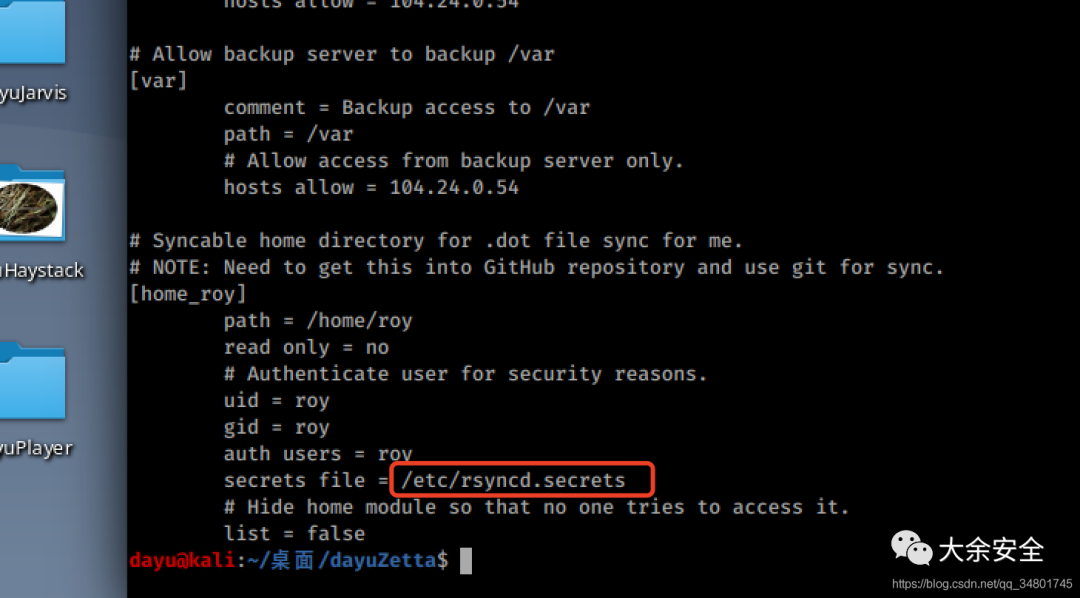 hosts allow = 104.24.0.54
# Allow backup server to backup /var
[var]
comment = Backup access to /var
path = /var
# Allow access from backup server only.
hosts allow = 104.24.0.54
# Syncable home directory for .dot file sync for me.
# NOTE: Need to get this into GitHub repository and use git for sync.
[home_roy]
path = /home/roy
read only = no
# Authenticate user for security reasons.
uid = roy
gid = roy
auth users = roy
secrets file = /etc/rsyncd.secrets
# Hide home module so that no one tries to access it.
list = false
dayu@kali:~/桌面/dayuZetta$
yuJarvis
Haystack
yuPlayer
大余安全
https://blog.csdn.net/qq_34801745